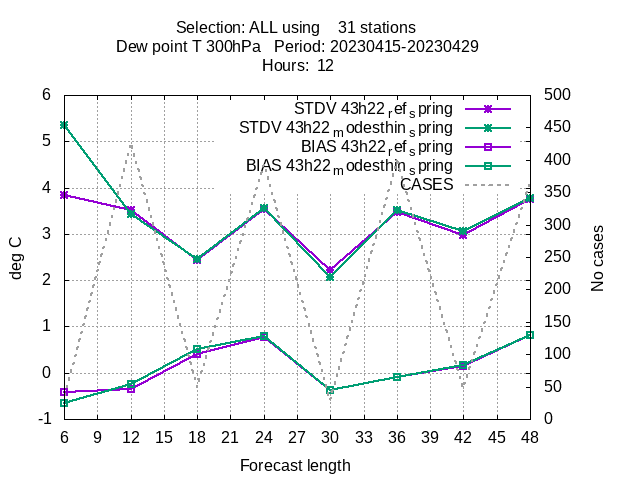 Selection: ALL using 31 stations
Dew point T 300hPa Period: 20230415-20230429
Hours: 12
STDV 43h22_ref_spring
STDV 43h22_modesthin_spring
BIAS 43h22_ref_spring
BIAS 43h22_modesthin_spring
CASES
6
5
4
3
2
1
0
-1
deg C
500
450
400
350
300
250
200
150
100
50
0
No cases
6 9 12 15 18 21 24 27 30 33 36 39 42 45 48
Forecast length